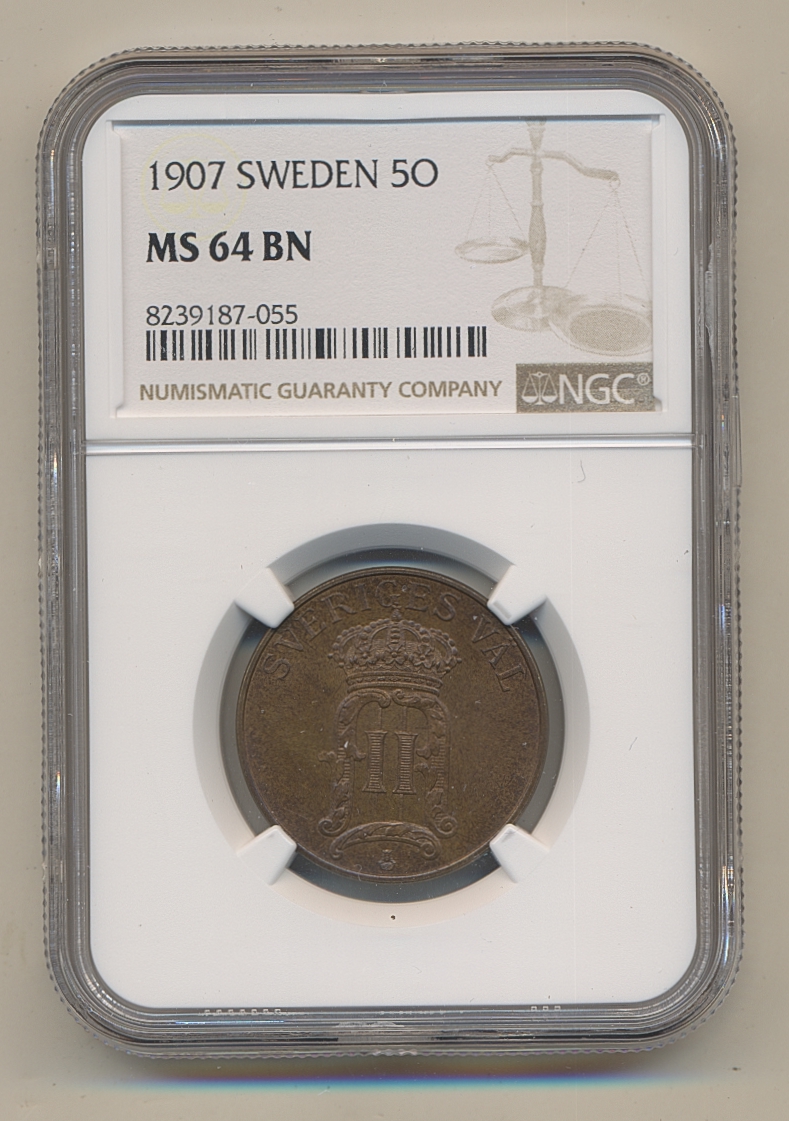 1907 SWEDEN 5O
MS 64 BN
8239187-055
NUMISMATIC GUARANTY COMPANY
NGC®
SVERIGES VÄL
II